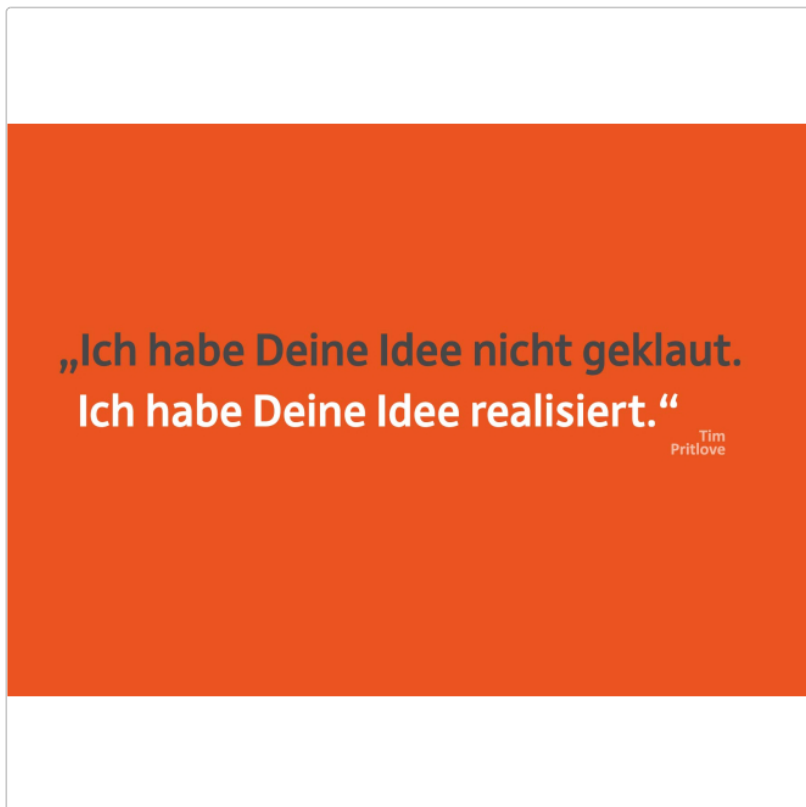 „Ich habe Deine Idee nicht geklaut.
Ich habe Deine Idee realisiert.“
Tim
Pritlove